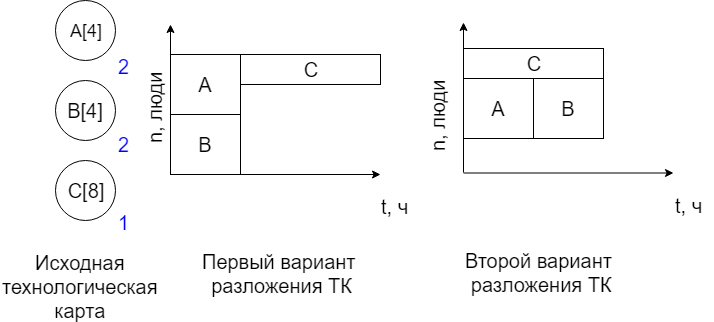 A[4]
2
B[4]
2
C[8]
1
Исходная
технологическая
карта
n, люди
A
B
C
t, ч
Первый вариант
разложения ТК
n, люди
C
A
B
t, ч
Второй вариант
разложения ТК